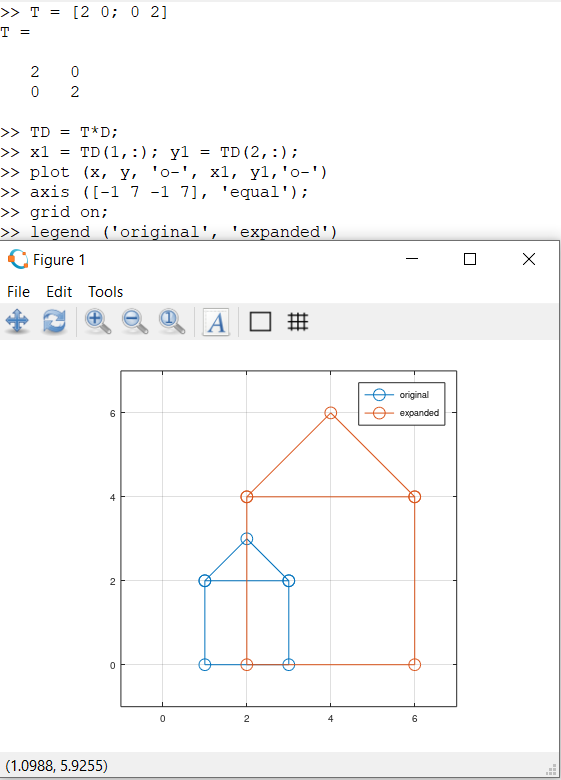 >> T = [2 0; 0 2]
T =
2 0
0 2
>> TD = T*D;
>> x1 = TD(1,:); y1 = TD(2,:);
>> plot (x, y, 'o-', x1, y1,'o-')
>> axis ([-1 7 -1 7], 'equal');
>> grid on;
>> legend ('original', 'expanded')
Figure 1
File Edit Tools
A
original
expanded
6
4
2
0
0 2 4 6
(1.0988, 5.9255)